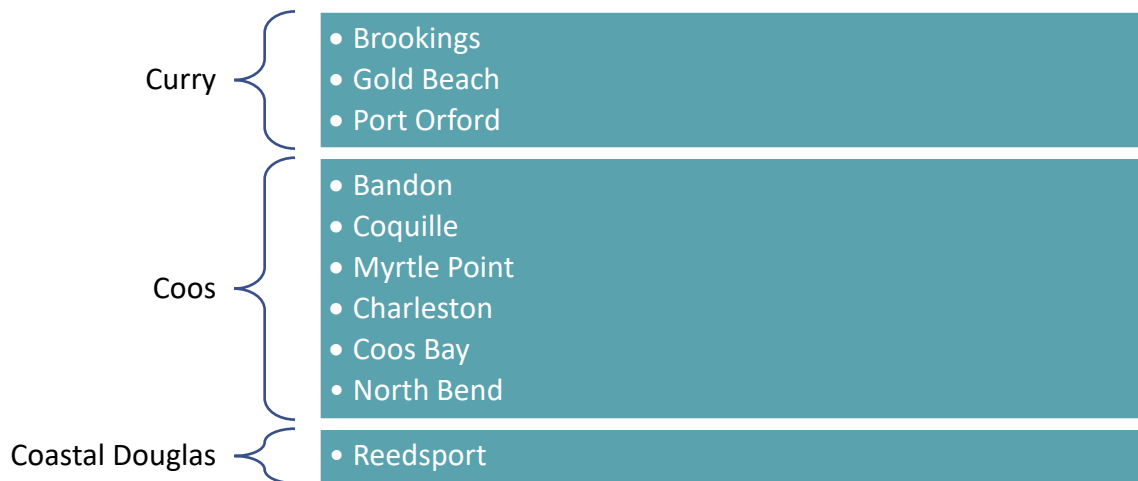 Curry
• Brookings
• Gold Beach
• Port Orford
Coos
• Bandon
• Coquille
• Myrtle Point
• Charleston
• Coos Bay
• North Bend
Coastal Douglas
• Reedsport